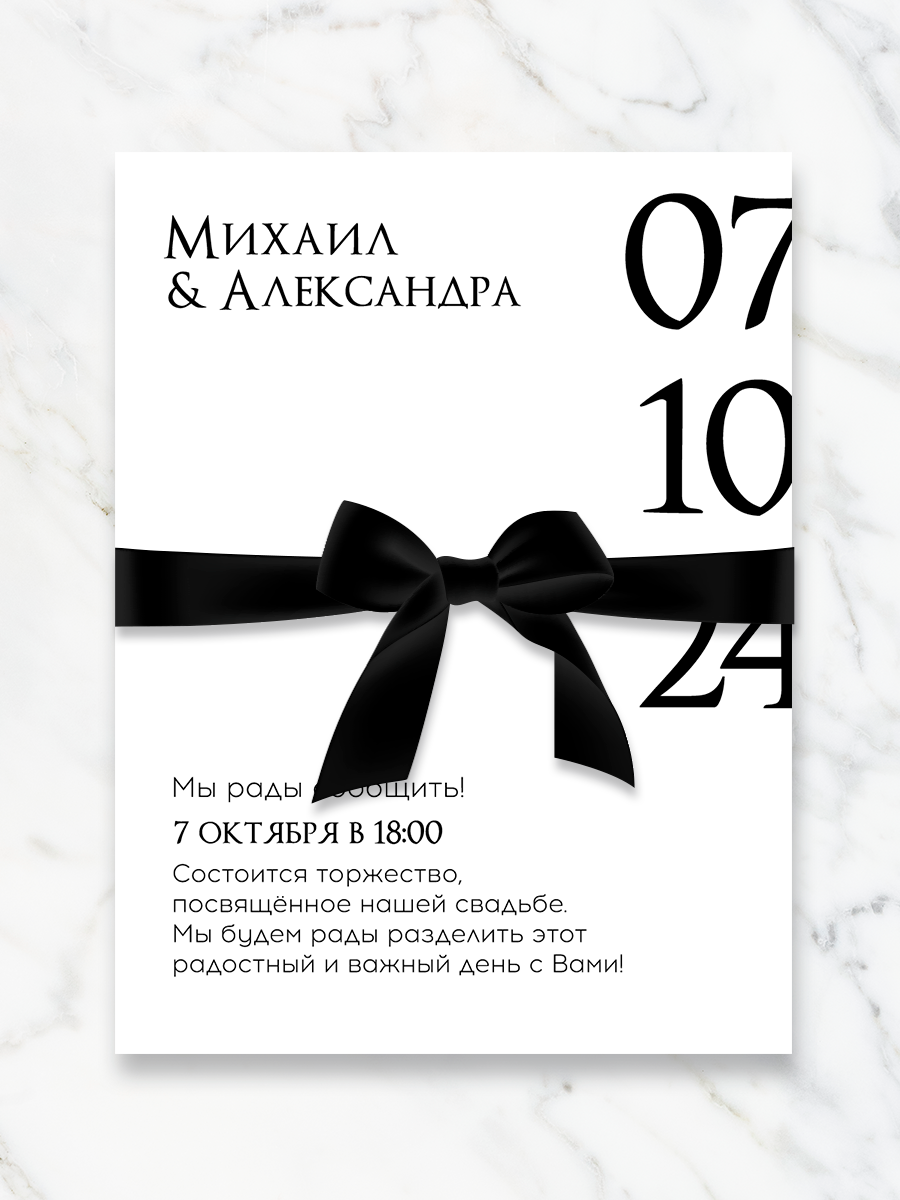 Михаил
& Александра
07
10
24
Мы рады сообщить!
7 октября в 18:00
Состоится торжество,
посвящённое нашей свадьбе.
Мы будем рады разделить этот
радостный и важный день с Вами!